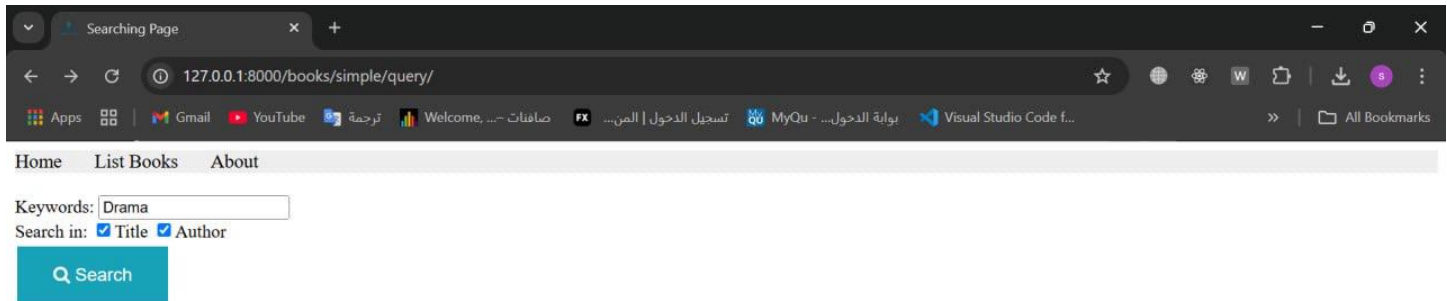 Searching Page
127.0.0.1:8000/books/simple/query/
W S
Apps Gmail YouTube ترجمة Welcome, ...– صافنات FX تسجيل الدخول | المن... QU MyQu - بوابة الدخول... Visual Studio Code f... » All Bookmarks
Home List Books About
Keywords: Drama
Search in: Title Author
Search